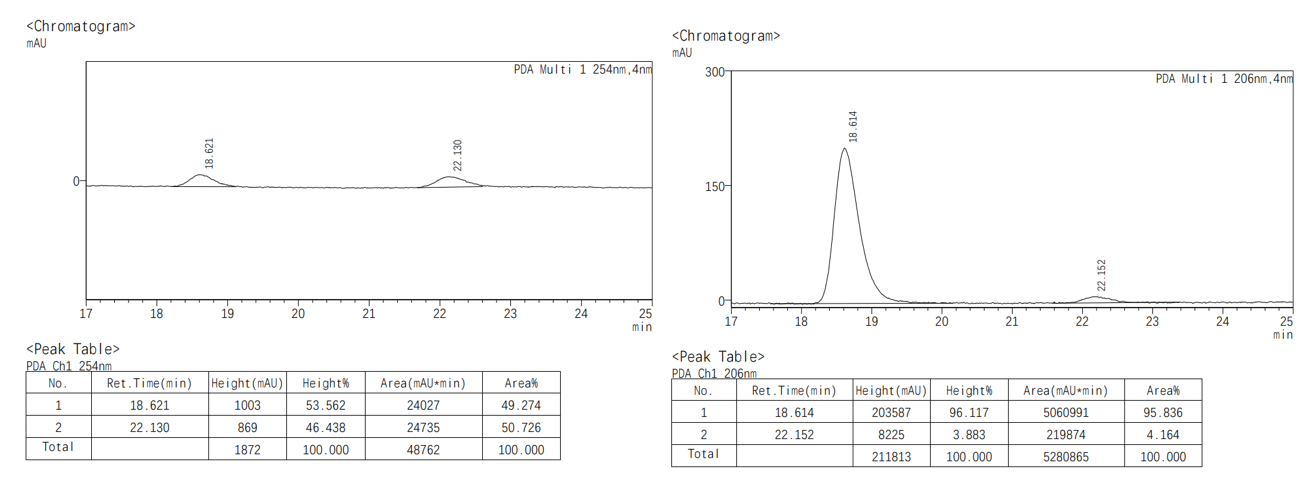 <Chromatogram>
mAU
PDA Multi 1 254nm,4nm
18.621
22.130
0
17 18 19 20 21 22 23 24 25
min
<Peak Table>
PDA Ch1 254nm
No. Ret.Time(min) Height(mAU) Height% Area(mAU*min) Area%
1 18.621 1003 53.562 24027 49.274
2 22.130 869 46.438 24735 50.726
Total 1872 100.000 48762 100.000
<Chromatogram>
mAU
300
PDA Multi 1 206nm,4nm
18.614
150
22.152
0
17 18 19 20 21 22 23 24 25
min
<Peak Table>
PDA Ch1 206nm
No. Ret.Time(min) Height(mAU) Height% Area(mAU*min) Area%
1 18.614 203587 96.117 5060991 95.836
2 22.152 8225 3.883 219874 4.164
Total 211813 100.000 5280865 100.000